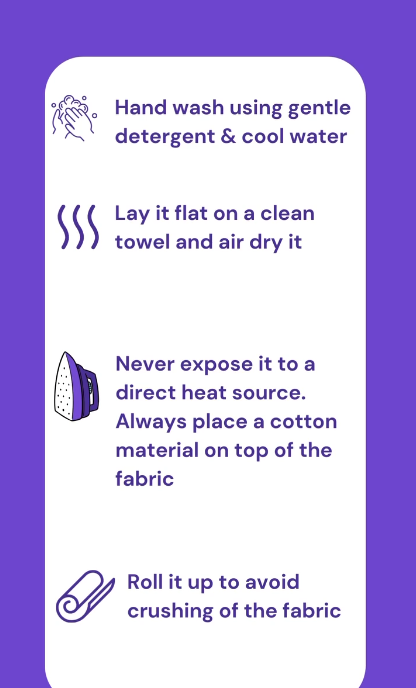 Hand wash using gentle
detergent & cool water
Lay it flat on a clean
towel and air dry it
Never expose it to a
direct heat source.
Always place a cotton
material on top of the
fabric
Roll it up to avoid
crushing of the fabric